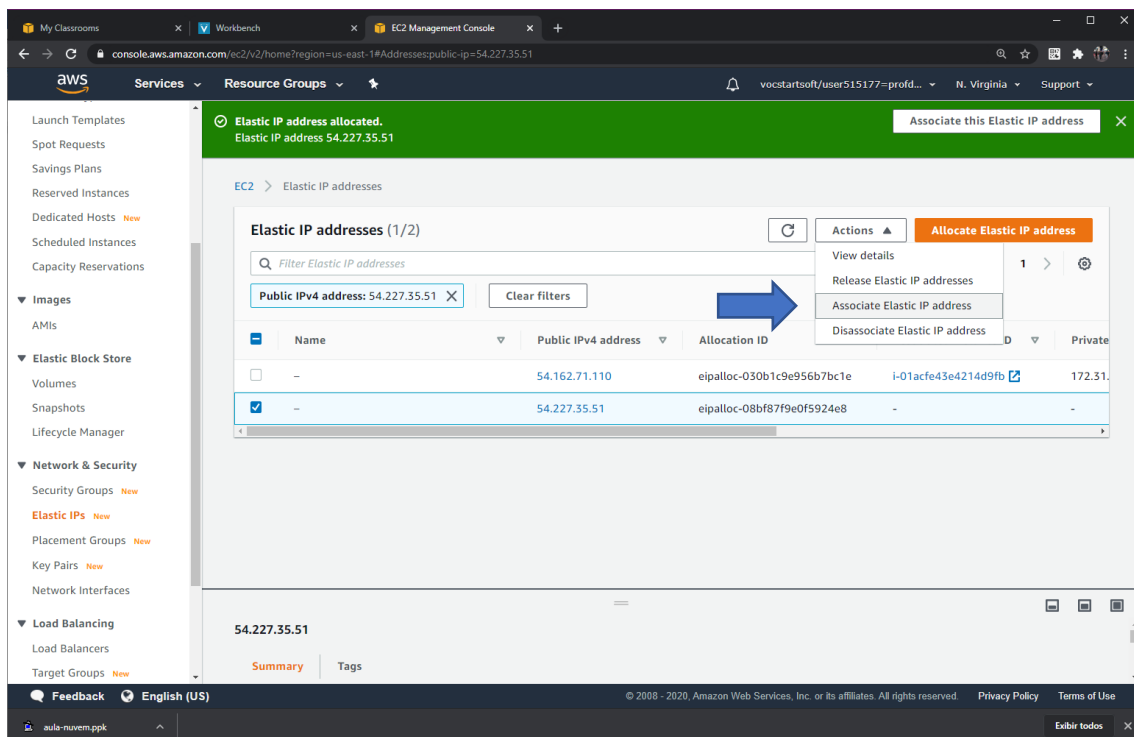 My Classrooms
Workbench
EC2 Management Console
console.aws.amazon.com/ec2/v2/home?region=us-east-1#Addresses:public-ip=54.227.35.51
aws Services Resource Groups vocstartsoft/user515177=profd... N. Virginia Support
Launch Templates
Spot Requests
Savings Plans
Reserved Instances
Dedicated Hosts New
Scheduled Instances
Capacity Reservations
Images
AMIs
Elastic Block Store
Volumes
Snapshots
Lifecycle Manager
Network & Security
Security Groups New
Elastic IPs New
Placement Groups New
Key Pairs New
Network Interfaces
Load Balancing
Load Balancers
Target Groups New
Elastic IP address allocated.
Elastic IP address 54.227.35.51
Associate this Elastic IP address
EC2 > Elastic IP addresses
Elastic IP addresses (1/2)
Actions
Allocate Elastic IP address
Filter Elastic IP addresses
1
View details
Release Elastic IP addresses
Associate Elastic IP address
Disassociate Elastic IP address
Public IPv4 address: 54.227.35.51
Clear filters
Name Public IPv4 address Allocation ID D Private
– 54.162.71.110 eipalloc-030b1c9e956b7bc1e i-01acfe43e4214d9fb 172.31.
– 54.227.35.51 eipalloc-08bf87f9e0f5924e8 - -
54.227.35.51
Summary Tags
Feedback English (US) © 2008 - 2020, Amazon Web Services, Inc. or its affiliates. All rights reserved. Privacy Policy Terms of Use
aula-nuvem.ppk Exibir todos